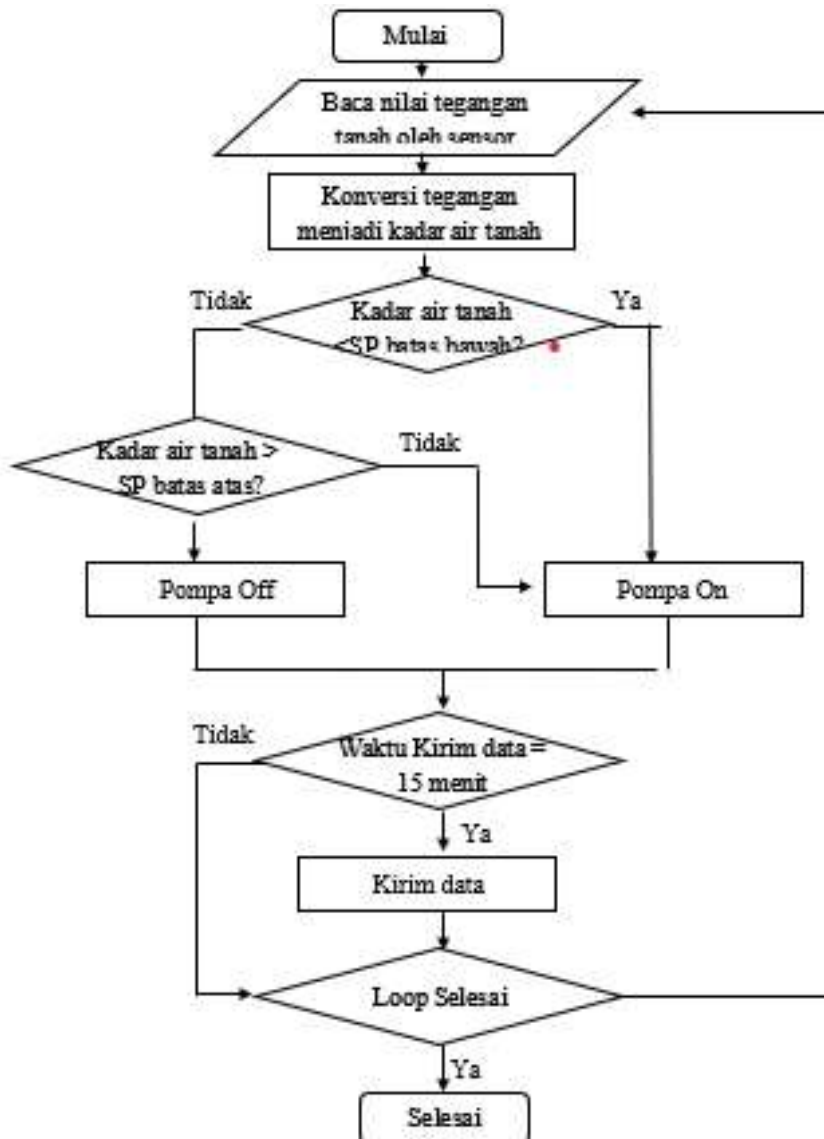 Mulai
Baca nilai tegangan
tanah oleh sensor
Konversi tegangan
menjadi kadar air tanah
Tidak
Ya
Kadar air tanah
<SP batas bawah?
Kadar air tanah >
SP batas atas?
Tidak
Pompa Off
Pompa On
Tidak
Waktu Kirim data =
15 menit
Ya
Kirim data
Loop Selesai
Ya
Selesai